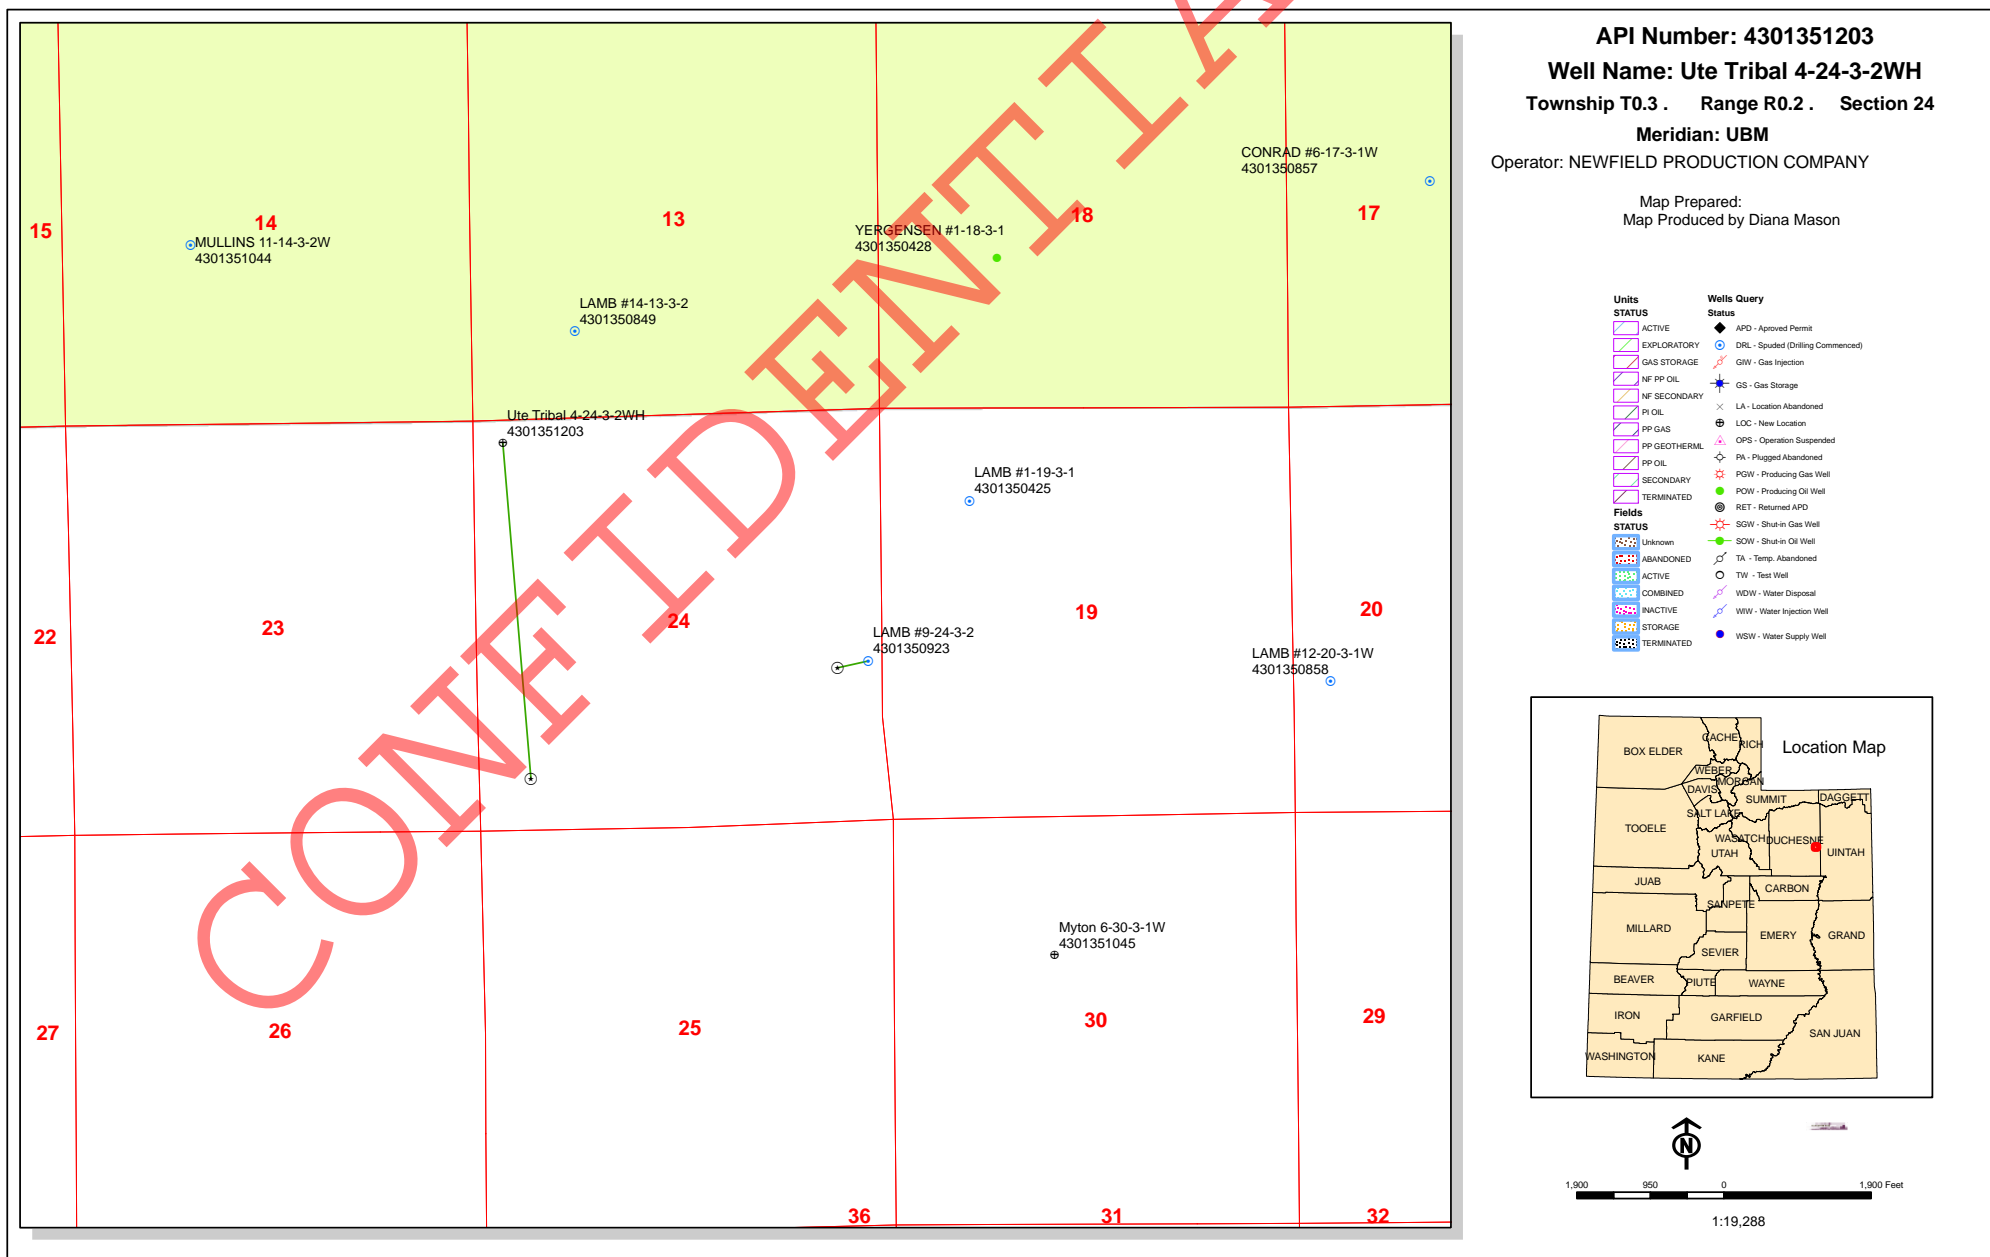 API Number: 4301351203
Well Name: Ute Tribal 4-24-3-2WH
Township T0.3 . Range R0.2 . Section 24
Meridian: UBM
Operator: NEWFIELD PRODUCTION COMPANY
Map Prepared:
Map Produced by Diana Mason
CONFIDENTIA
CONRAD #6-17-3-1W
4301350857
15
14
13
18
17
MULLINS 11-14-3-2W
4301351044
YERGENSEN #1-18-3-1
4301350428
LAMB #14-13-3-2
4301350849
Ute Tribal 4-24-3-2WH
4301351203
LAMB #1-19-3-1
4301350425
22
23
24
19
20
LAMB #9-24-3-2
4301350923
LAMB #12-20-3-1W
4301350858
Myton 6-30-3-1W
4301351045
27
26
25
30
29
36
31
32
Units
STATUS
ACTIVE
EXPLORATORY
GAS STORAGE
NF PP OIL
NF SECONDARY
PI OIL
PP GAS
PP GEOTHERML
PP OIL
SECONDARY
TERMINATED
Fields
STATUS
Unknown
ABANDONED
ACTIVE
COMBINED
INACTIVE
STORAGE
TERMINATED
Wells Query
Status
APD - Aproved Permit
DRL - Spuded (Drilling Commenced)
GIW - Gas Injection
GS - Gas Storage
LA - Location Abandoned
LOC - New Location
OPS - Operation Suspended
PA - Plugged Abandoned
PGW - Producing Gas Well
POW - Producing Oil Well
RET - Returned APD
SGW - Shut-in Gas Well
SOW - Shut-in Oil Well
TA - Temp. Abandoned
TW - Test Well
WDW - Water Disposal
WIW - Water Injection Well
WSW - Water Supply Well
Location Map
BOX ELDER
CACHE
RICH
WEBER
MORGAN
DAVIS
SUMMIT
DAGGETT
SALT LAKE
TOOELE
WASATCH
DUCHESNE
UTAH
UINTAH
JUAB
CARBON
SANPETE
MILLARD
EMERY
GRAND
SEVIER
BEAVER
PIUTE
WAYNE
IRON
GARFIELD
SAN JUAN
WASHINGTON
KANE
N
1,900 950 0 1,900 Feet
1:19,288